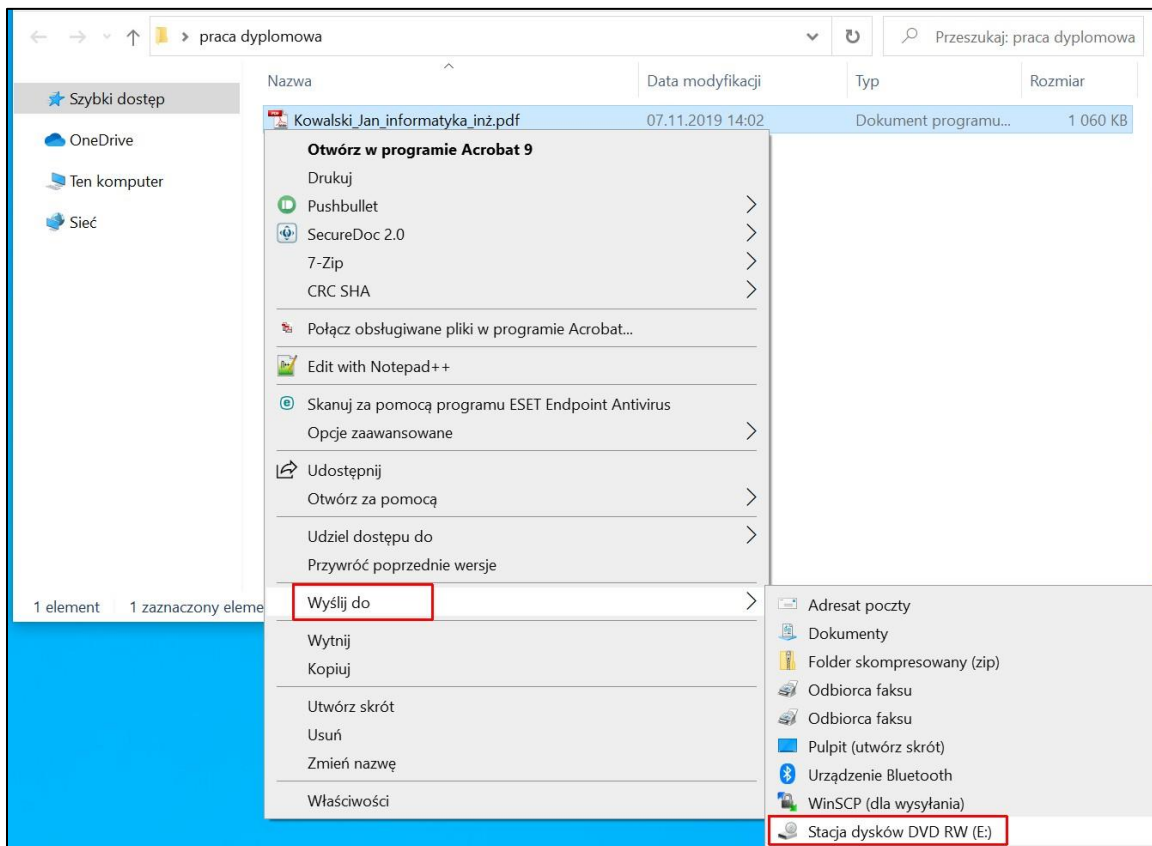 praca dyplomowa
Przeszukaj: praca dyplomowa
Nazwa Data modyfikacji Typ Rozmiar
Szybki dostęp
OneDrive
Ten komputer
Sieć
Kowalski_Jan_informatyka_inż.pdf 07.11.2019 14:02 Dokument programu... 1 060 KB
Otwórz w programie Acrobat 9
Drukuj
Pushbullet
SecureDoc 2.0
7-Zip
CRC SHA
Połącz obsługiwane pliki w programie Acrobat...
Edit with Notepad++
Skanuj za pomocą programu ESET Endpoint Antivirus
Opcje zaawansowane
Udostępnij
Otwórz za pomocą
Udziel dostępu do
Przywróć poprzednie wersje
Wyślij do
Wytnij
Kopiuj
Utwórz skrót
Usuń
Zmień nazwę
Właściwości
1 element 1 zaznaczony eleme
Adresat poczty
Dokumenty
Folder skompresowany (zip)
Odbiorca faksu
Odbiorca faksu
Pulpit (utwórz skrót)
Urządzenie Bluetooth
WinSCP (dla wysyłania)
Stacja dysków DVD RW (E:)